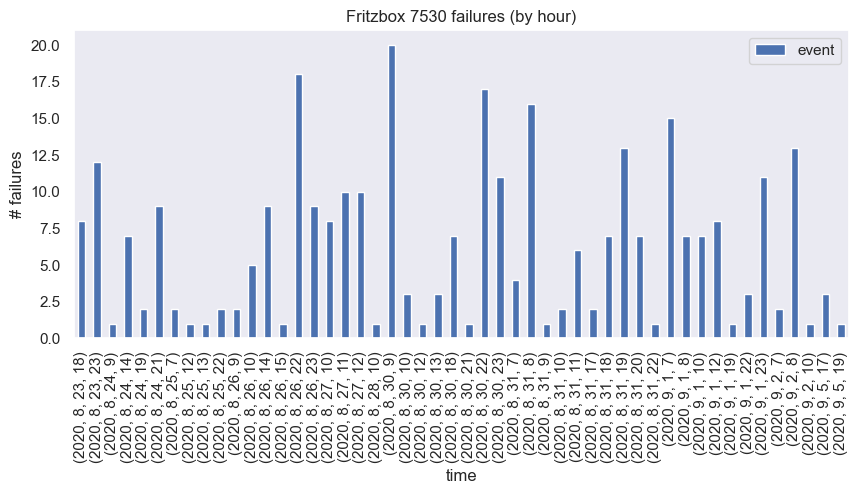 Fritzbox 7530 failures (by hour)
event
# failures
20.0
17.5
15.0
12.5
10.0
7.5
5.0
2.5
0.0
(2020, 8, 23, 18)
(2020, 8, 23, 23)
(2020, 8, 24, 9)
(2020, 8, 24, 14)
(2020, 8, 24, 19)
(2020, 8, 24, 21)
(2020, 8, 25, 7)
(2020, 8, 25, 12)
(2020, 8, 25, 13)
(2020, 8, 25, 22)
(2020, 8, 26, 9)
(2020, 8, 26, 10)
(2020, 8, 26, 14)
(2020, 8, 26, 15)
(2020, 8, 26, 22)
(2020, 8, 26, 23)
(2020, 8, 27, 10)
(2020, 8, 27, 11)
(2020, 8, 27, 12)
(2020, 8, 28, 10)
(2020, 8, 30, 9)
(2020, 8, 30, 10)
(2020, 8, 30, 12)
(2020, 8, 30, 13)
(2020, 8, 30, 18)
(2020, 8, 30, 21)
(2020, 8, 30, 22)
(2020, 8, 30, 23)
(2020, 8, 31, 7)
(2020, 8, 31, 8)
(2020, 8, 31, 9)
(2020, 8, 31, 10)
(2020, 8, 31, 11)
(2020, 8, 31, 17)
(2020, 8, 31, 18)
(2020, 8, 31, 19)
(2020, 8, 31, 20)
(2020, 8, 31, 22)
(2020, 9, 1, 7)
(2020, 9, 1, 8)
(2020, 9, 1, 10)
(2020, 9, 1, 12)
(2020, 9, 1, 19)
(2020, 9, 1, 22)
(2020, 9, 1, 23)
(2020, 9, 2, 7)
(2020, 9, 2, 8)
(2020, 9, 2, 10)
(2020, 9, 5, 17)
(2020, 9, 5, 19)
time